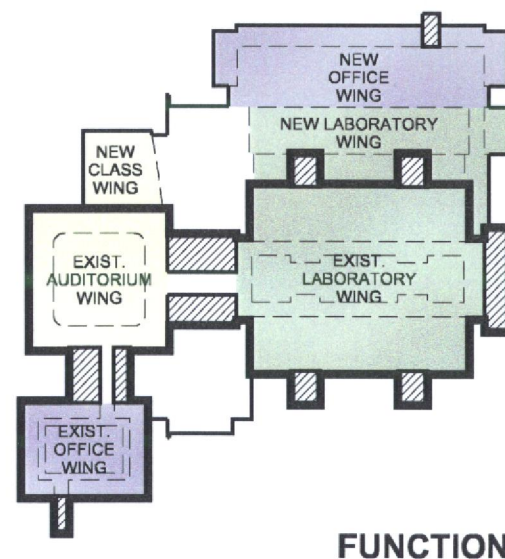 NEW
OFFICE
WING
NEW LABORATORY
WING
NEW
CLASS
WING
EXIST.
AUDITORIUM
WING
EXIST.
LABORATORY
WING
EXIST.
OFFICE
WING
FUNCTION